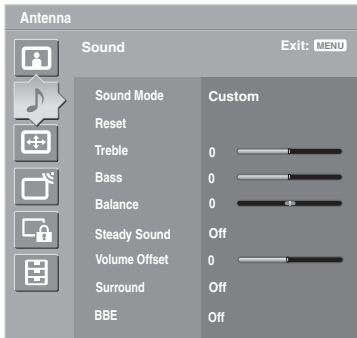 Antenna
Sound Exit: MENU
Sound Mode Custom
Reset
Treble 0
Bass 0
Balance 0
Steady Sound Off
Volume Offset 0
Surround Off
BBE Off